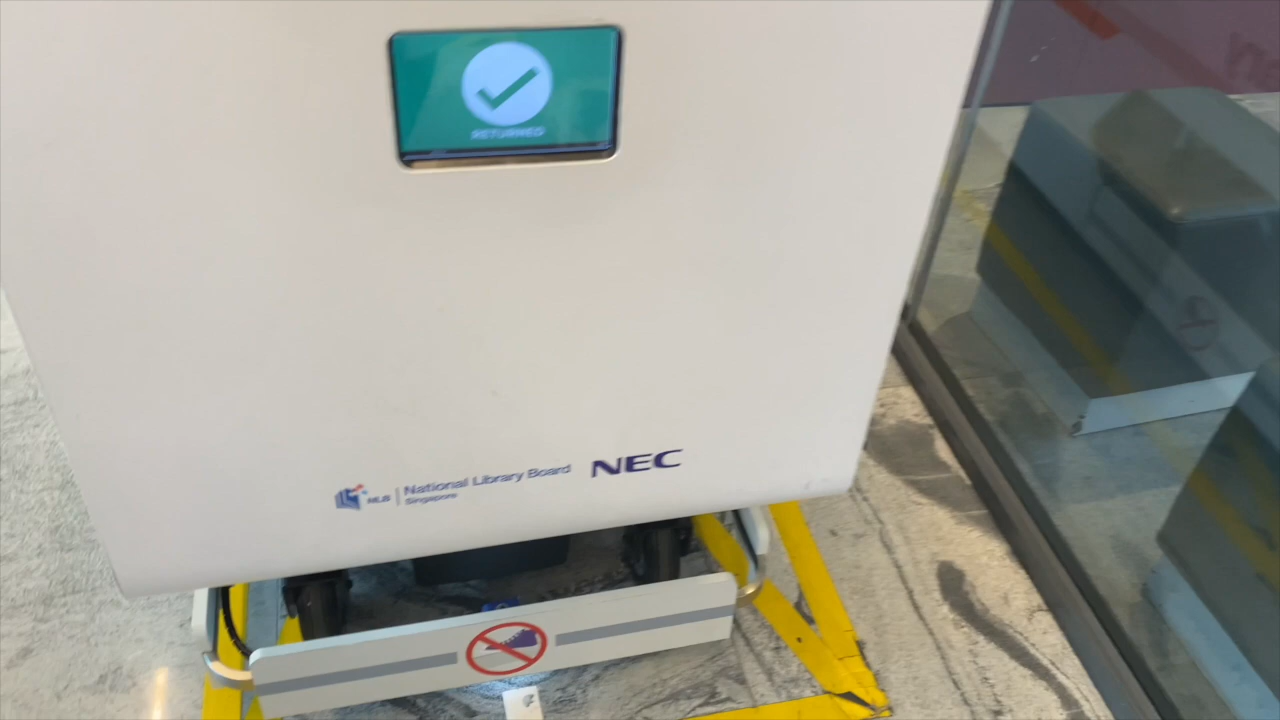 RETURNED
NLB
National Library Board
Singapore
NEC